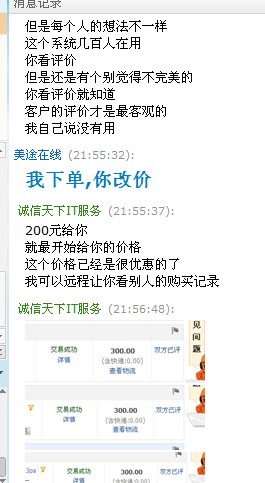 消息记录
但是每个人的想法不一样
这个系统几百人在用
你看评价
但是还是有个别觉得不完美的
你看评价就知道
客户的评价才是最客观的
我自己说没有用
美途在线 (21:55:32):
我下单,你改价
诚信天下IT服务 (21:55:37):
200元给你
就最开始给你的价格
这个价格已经是很优惠的了
我可以远程让你看别人的购买记录
诚信天下IT服务 (21:56:48):
见
问
题
交易成功 300.00 双方已评
详情 (含快递:0.00)
查看物流
交易成功 300.00 双方已评
详情 (含快递:0.00)
查看物流
3pa 交易成功 300.00 双方已评
详情 (含快递:0.00)